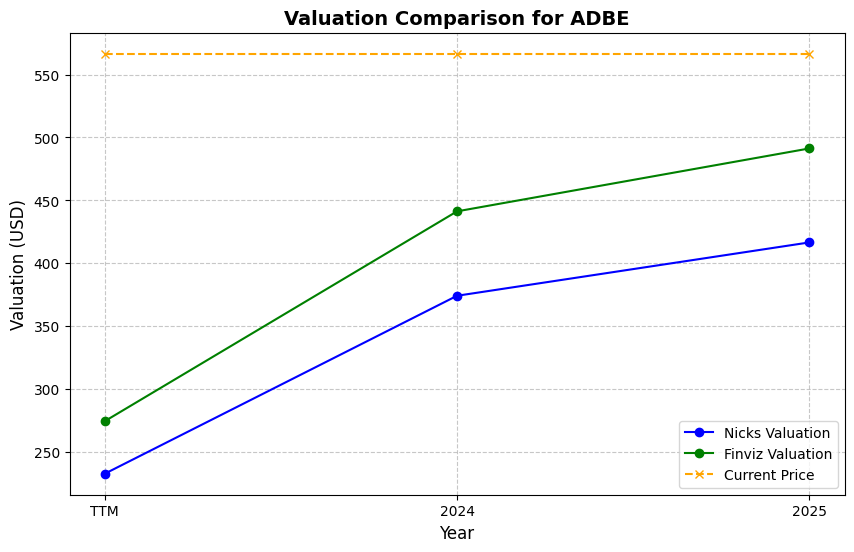 Valuation Comparison for ADBE
Valuation (USD)
550
500
450
400
350
300
250
TTM
2024
2025
Year
Nicks Valuation
Finviz Valuation
Current Price